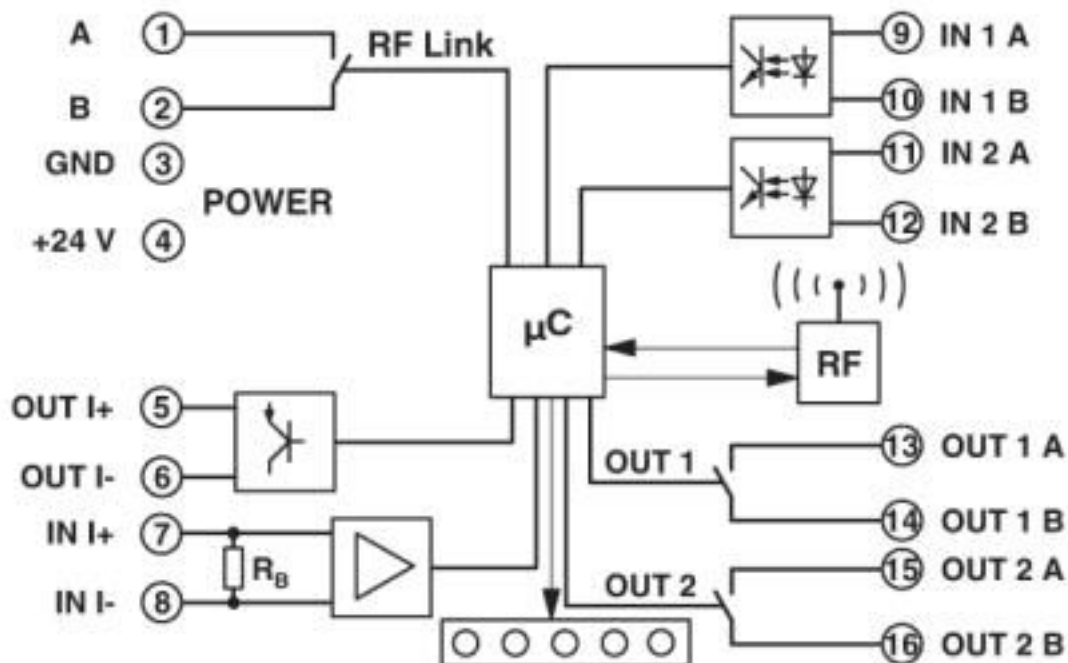 A 1
RF Link
B 2
GND 3
POWER
+24 V 4
9 IN 1 A
10 IN 1 B
11 IN 2 A
12 IN 2 B
µC
RF
OUT I+ 5
OUT I- 6
IN I+ 7
RB
IN I- 8
OUT 1
13 OUT 1 A
14 OUT 1 B
OUT 2
15 OUT 2 A
16 OUT 2 B